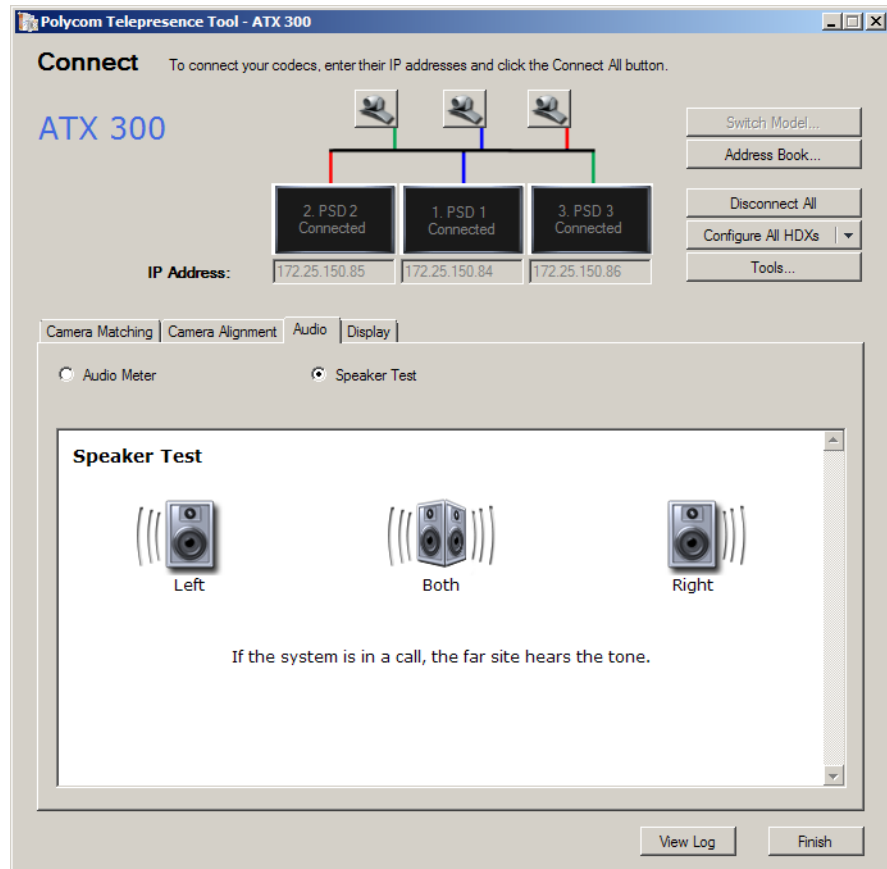 Polycom Telepresence Tool - ATX 300
Connect To connect your codecs, enter their IP addresses and click the Connect All button.
ATX 300
Switch Model...
Address Book...
2. PSD 2 Connected
1. PSD 1 Connected
3. PSD 3 Connected
Disconnect All
Configure All HDXs
IP Address: 172.25.150.85 172.25.150.84 172.25.150.86 Tools...
Camera Matching Camera Alignment Audio Display
Audio Meter Speaker Test
Speaker Test
Left Both Right
If the system is in a call, the far site hears the tone.
View Log Finish